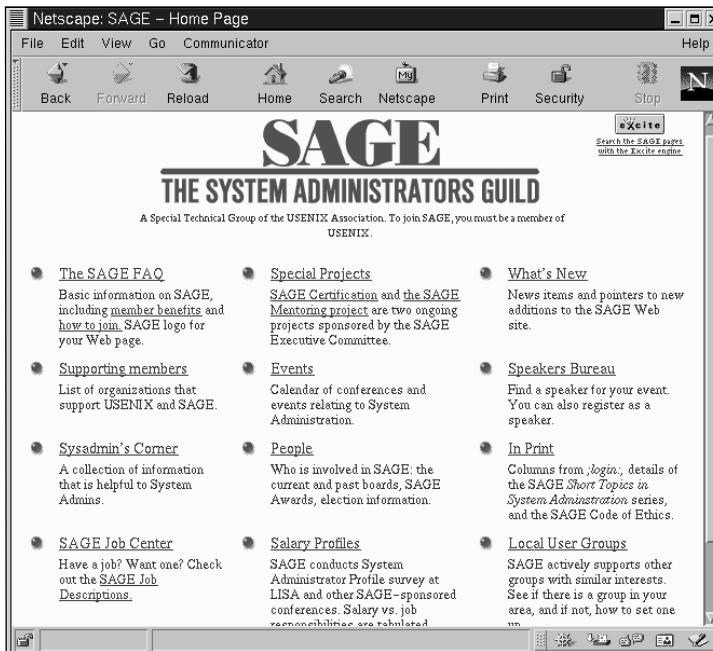 Netscape: SAGE – Home Page
File Edit View Go Communicator Help
Back Forward Reload Home Search Netscape Print Security Stop
My
N
excite
Search the SAGE pages
with the Excite engine.
SAGE
THE SYSTEM ADMINISTRATORS GUILD
A Special Technical Group of the USENIX Association. To join SAGE, you must be a member of
USENIX.
The SAGE FAQ
Basic information on SAGE,
including member benefits and
how to join. SAGE logo for
your Web page.
Special Projects
SAGE Certification and the SAGE
Mentoring project are two ongoing
projects sponsored by the SAGE
Executive Committee.
What's New
News items and pointers to new
additions to the SAGE Web
site.
Supporting members
List of organizations that
support USENIX and SAGE.
Events
Calendar of conferences and
events relating to System
Administration.
Speakers Bureau
Find a speaker for your event.
You can also register as a
speaker.
Sysadmin's Corner
A collection of information
that is helpful to System
Admins.
People
Who is involved in SAGE: the
current and past boards, SAGE
Awards, election information.
In Print
Columns from ;login:, details of
the SAGE Short Topics in
System Adminstration series,
and the SAGE Code of Ethics.
SAGE Job Center
Have a job? Want one? Check
out the SAGE Job
Descriptions.
Salary Profiles
SAGE conducts System
Administrator Profile survey at
LISA and other SAGE-sponsored
conferences. Salary vs. job
responsibilities are tabulated
Local User Groups
SAGE actively supports other
groups with similar interests.
See if there is a group in your
area, and if not, how to set one
up